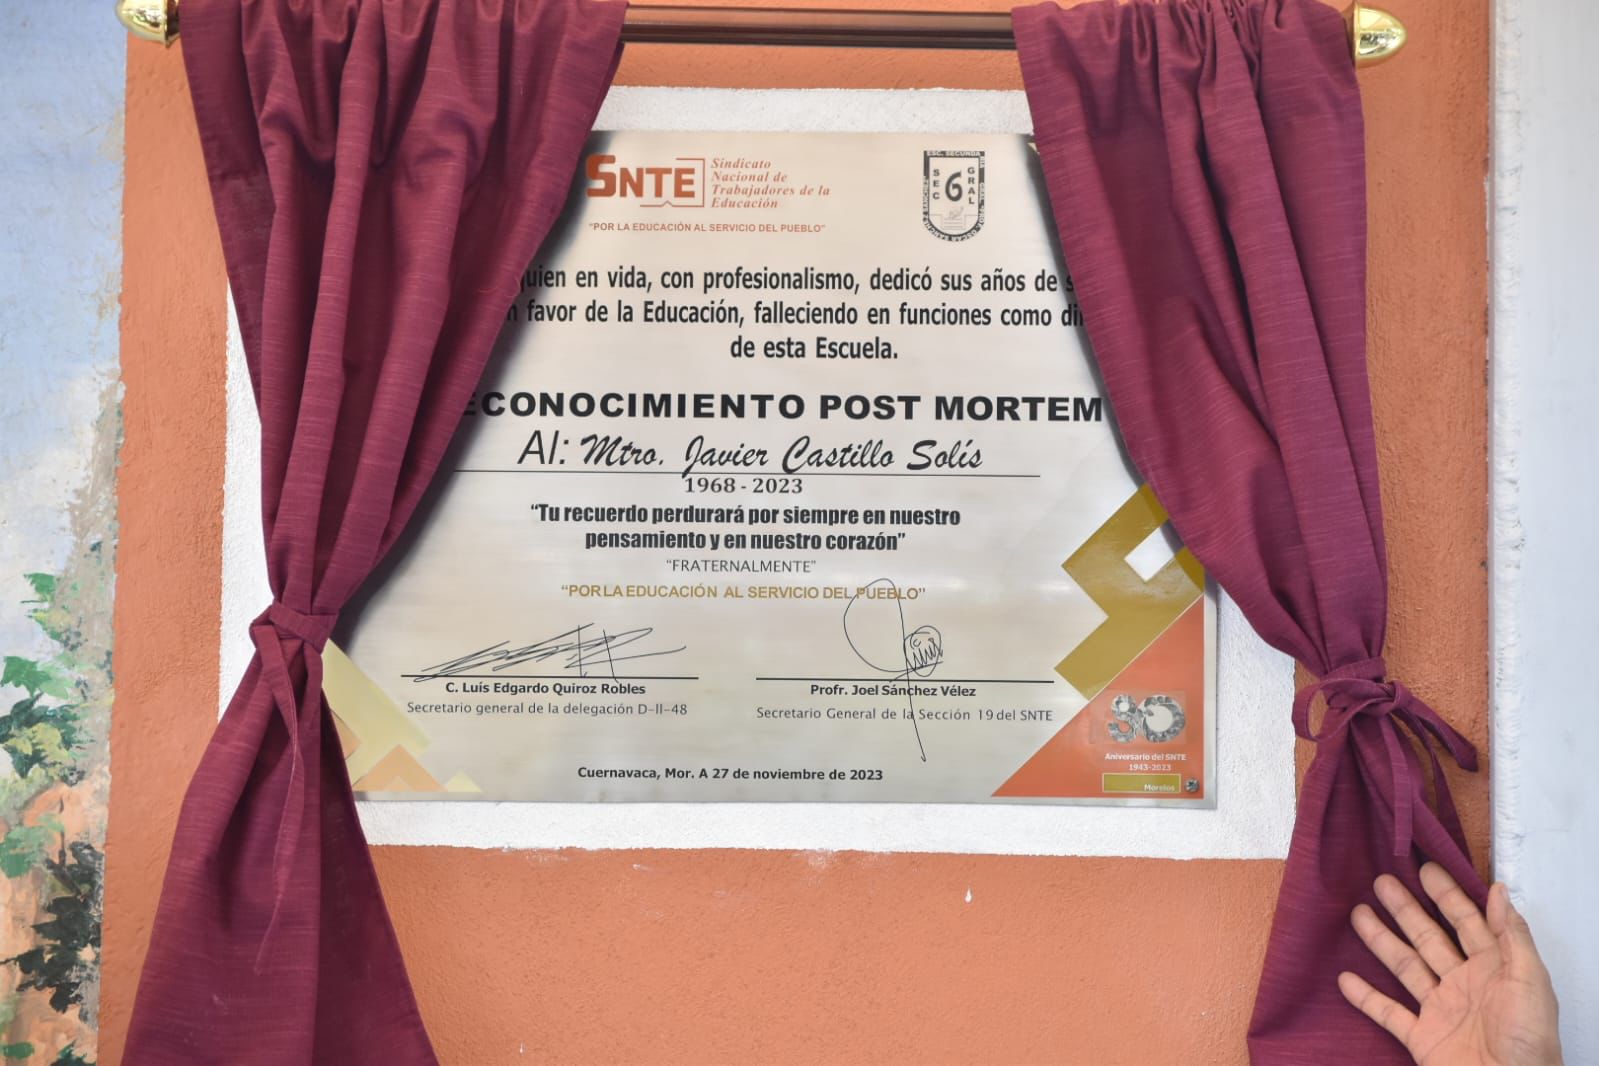 SNTE
Sindicato
Nacional de
Trabajadores de la
Educación
"POR LA EDUCACIÓN AL SERVICIO DEL PUEBLO"
ESC. SECUNDA
SEC 6 GRAL
en vida, con profesionalismo, dedicó sus años de
favor de la Educación, falleciendo en funciones como
de esta Escuela.
ECONOCIMIENTO POST MORTEM
Al: Mtro. Javier Castillo Solís
1968 - 2023
“Tu recuerdo perdurará por siempre en nuestro
pensamiento y en nuestro corazón”
“FRATERNALMENTE”
“POR LA EDUCACIÓN AL SERVICIO DEL PUEBLO”
C. Luís Edgardo Quiroz Robles
Secretario general de la delegación D-II-48
Profr. Joel Sánchez Vélez
Secretario General de la Sección 19 del SNTE
Cuernavaca, Mor. A 27 de noviembre de 2023
80
Aniversario del SNTE
1943-2023
Morelos